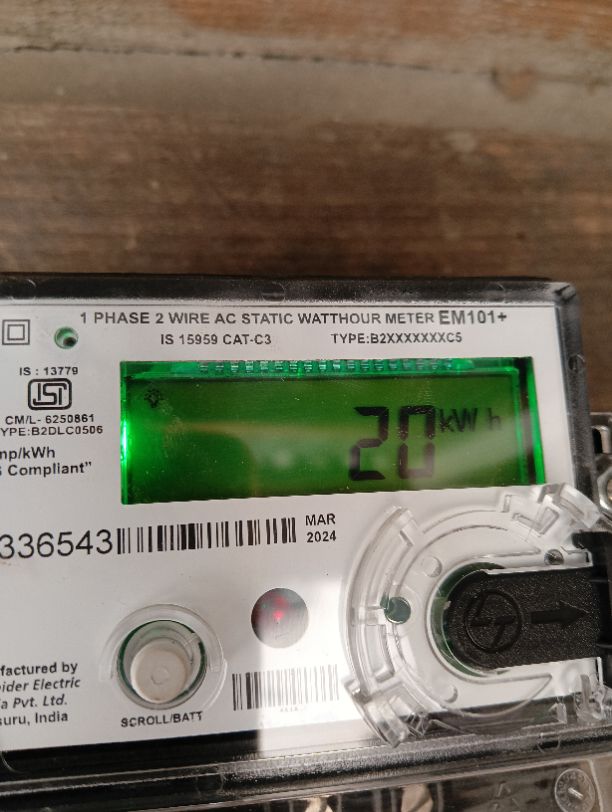 1 PHASE 2 WIRE AC STATIC WATTHOUR METER EM101+
IS 15959 CAT-C3 TYPE:B2XXXXXXXC5
IS : 13779
ISI
CM/L- 6250861
YPE:B2DLC0506
mp/kWh
Compliant”
20 kWh
336543
MAR
2024
factured by
ider Electric
a Pvt. Ltd.
suru, India
SCROLL/BATT